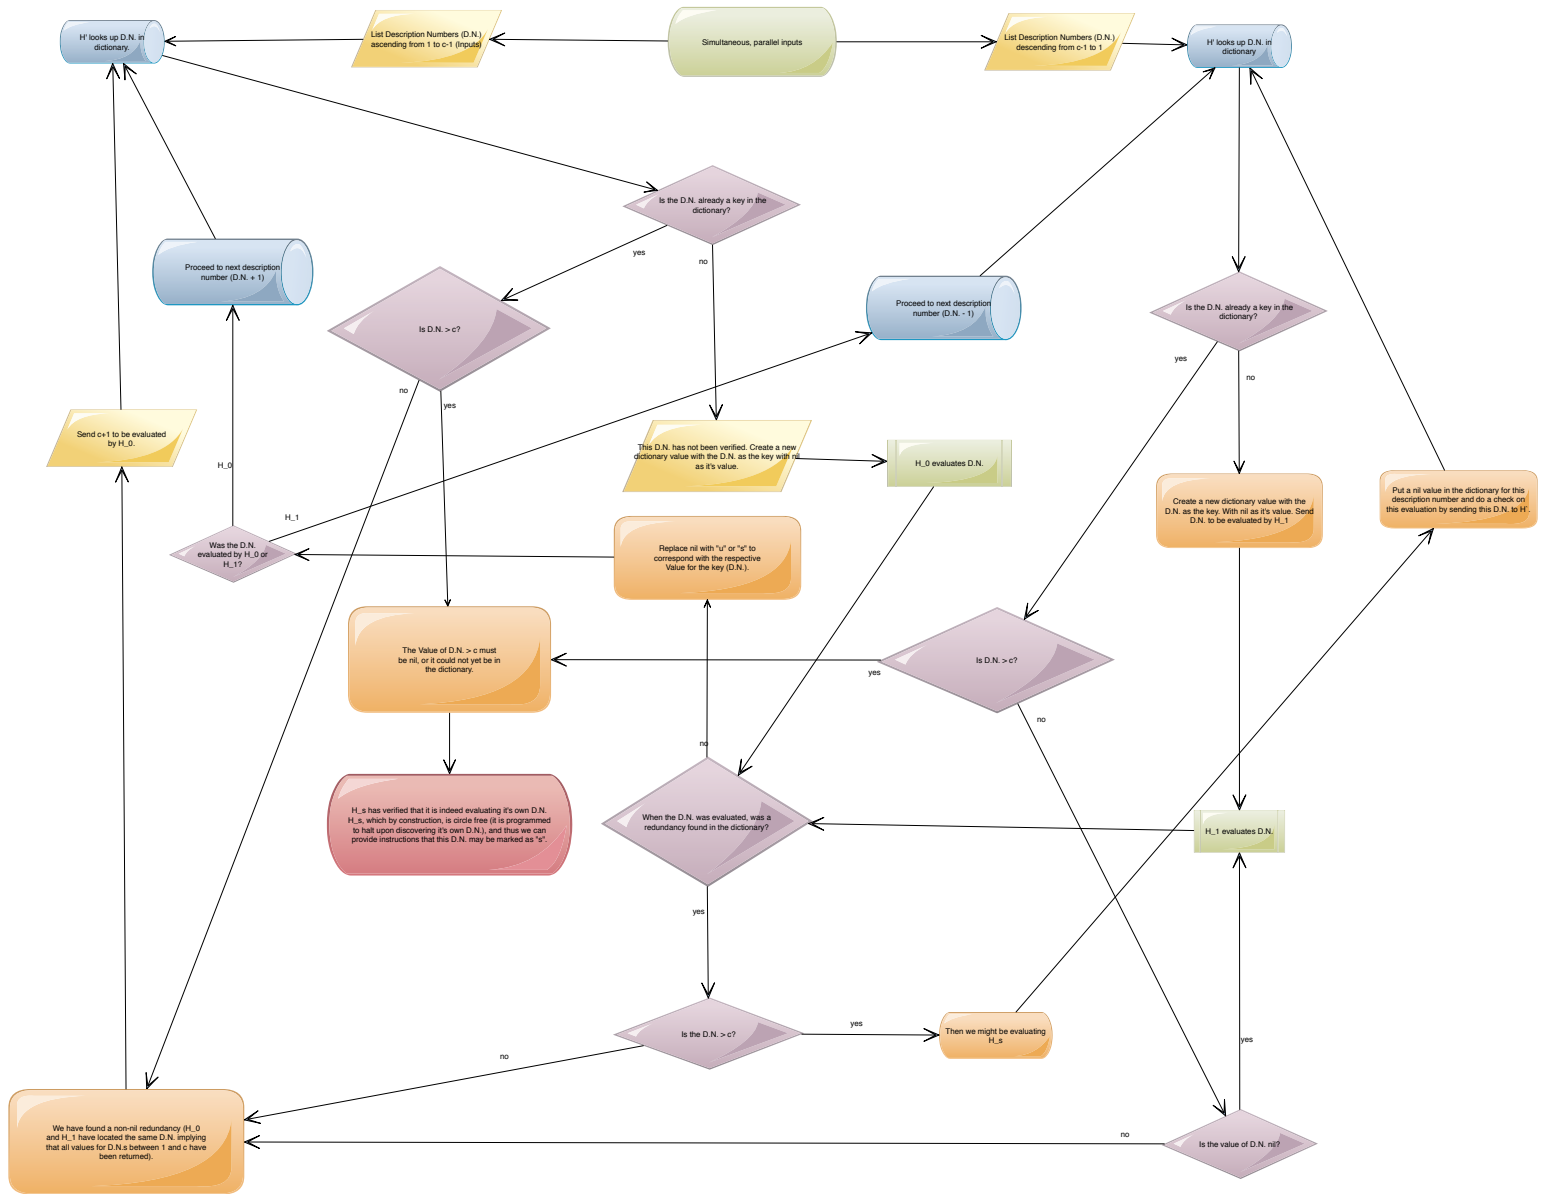 H' looks up D.N. in
dictionary.
List Description Numbers (D.N.)
ascending from 1 to c-1 (Inputs)
Simultaneous, parallel inputs
List Description Numbers (D.N.)
descending from c-1 to 1
H' looks up D.N. in
dictionary
Is the D.N. already a key in the
dictionary?
yes
no
Proceed to next description
number (D.N. + 1)
Is D.N. > c?
no
yes
Proceed to next description
number (D.N. - 1)
Is the D.N. already a key in the
dictionary?
yes
no
Send c+1 to be evaluated
by H_0.
H_0
H_1
This D.N. has not been verified. Create a new
dictionary value with the D.N. as the key with nil
as it's value.
H_0 evaluates D.N.
Create a new dictionary value with the
D.N. as the key. With nil as it's value. Send
D.N. to be evaluated by H_1
Put a nil value in the dictionary for this
description number and do a check on
this evaluation by sending this D.N. to H'.
Was the D.N.
evaluated by H_0 or
H_1?
Replace nil with "u" or "s" to
correspond with the respective
Value for the key (D.N.).
The Value of D.N. > c must
be nil, or it could not yet be in
the dictionary.
Is D.N. > c?
yes
no
no
H_s has verified that it is indeed evaluating it's own D.N.
H_s, which by construction, is circle free (it is programmed
to halt upon discovering it's own D.N.), and thus we can
provide instructions that this D.N. may be marked as "s".
When the D.N. was evaluated, was a
redundancy found in the dictionary?
H_1 evaluates D.N.
yes
Is the D.N. > c?
yes
no
Then we might be evaluating
H_s
yes
We have found a non-nil redundancy (H_0
and H_1 have located the same D.N. implying
that all values for D.N.s between 1 and c have
been returned).
no
Is the value of D.N. nil?